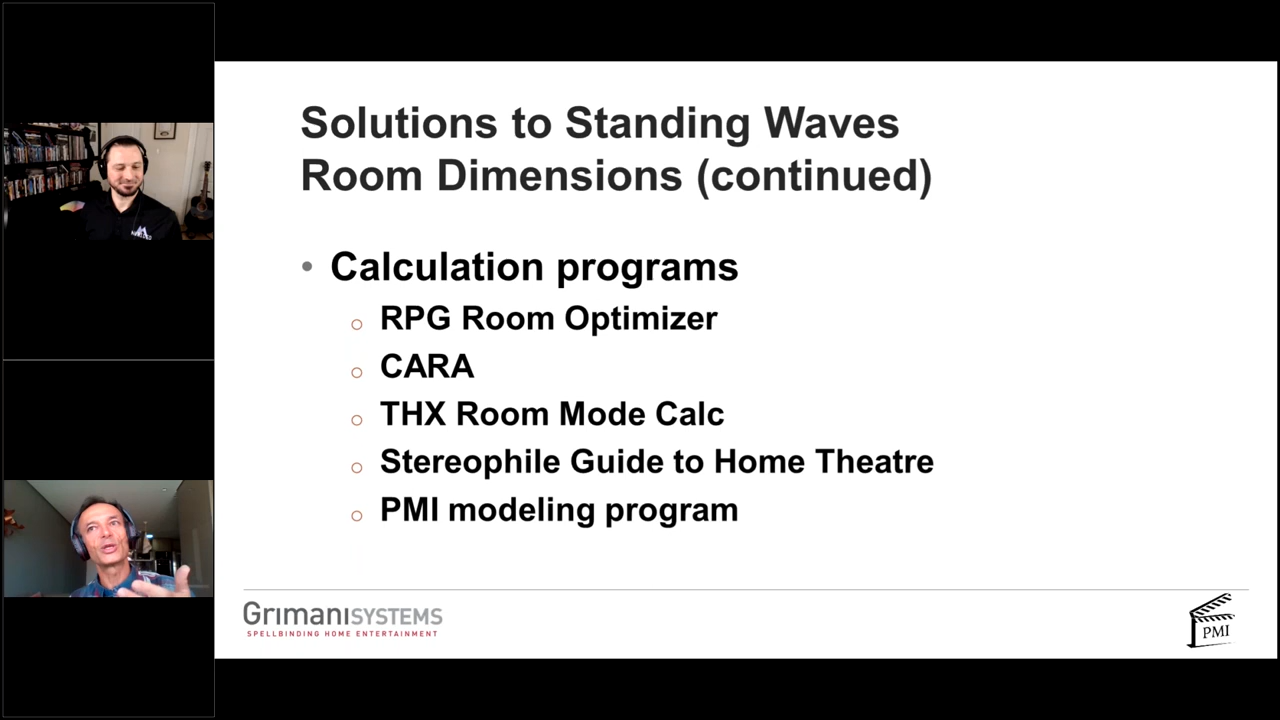 Solutions to Standing Waves
Room Dimensions (continued)
• Calculation programs
o RPG Room Optimizer
o CARA
o THX Room Mode Calc
o Stereophile Guide to Home Theatre
o PMI modeling program
GrimaniSYSTEMS
SPELLBINDING HOME ENTERTAINMENT
PMI